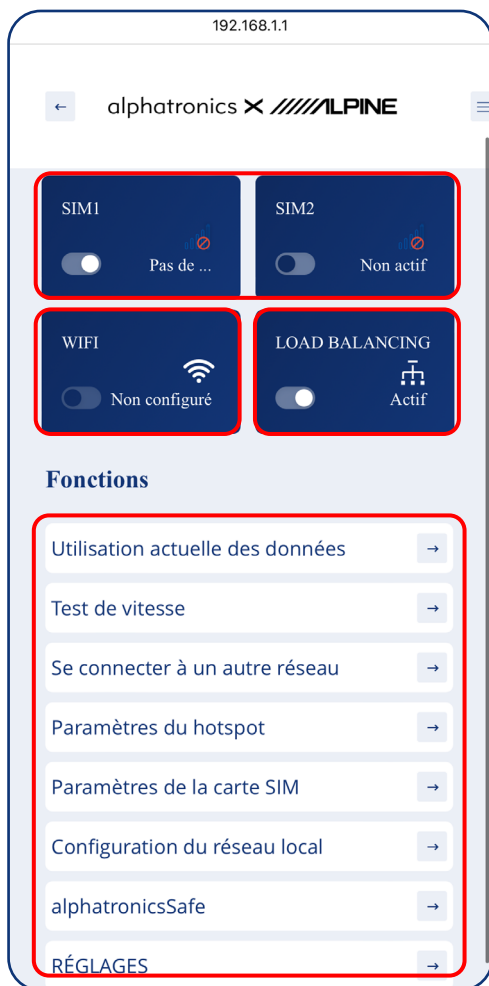 192.168.1.1
← alphatronics × ALPINE
SIM1
Pas de ...
SIM2
Non actif
WIFI
Non configuré
LOAD BALANCING
Actif
Fonctions
Utilisation actuelle des données →
Test de vitesse →
Se connecter à un autre réseau →
Paramètres du hotspot →
Paramètres de la carte SIM →
Configuration du réseau local →
alphatronicsSafe →
RÉGLAGES →